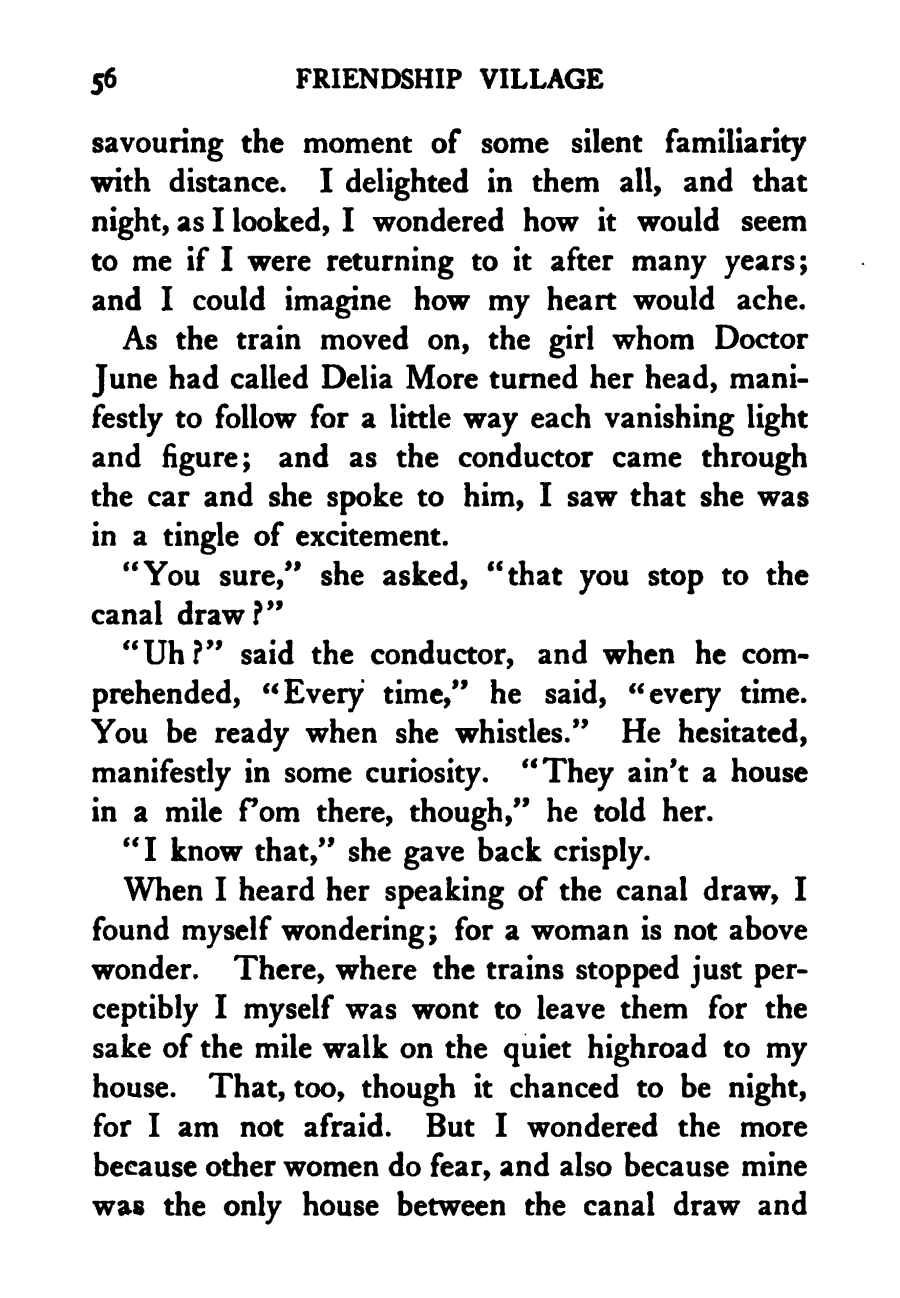 56 FRIENDSHIP VILLAGE
savouring the moment of some silent familiarity
with distance. I delighted in them all, and that
night, as I looked, I wondered how it would seem
to me if I were returning to it after many years;
and I could imagine how my heart would ache.
As the train moved on, the girl whom Doctor
June had called Delia More turned her head, mani-
festly to follow for a little way each vanishing light
and figure; and as the conductor came through
the car and she spoke to him, I saw that she was
in a tingle of excitement.
“You sure,” she asked, “that you stop to the
canal draw?”
“Uh?” said the conductor, and when he com-
prehended, “Every time,” he said, “every time.
You be ready when she whistles.” He hesitated,
manifestly in some curiosity. “They ain’t a house
in a mile f’om there, though,” he told her.
“I know that,” she gave back crisply.
When I heard her speaking of the canal draw, I
found myself wondering; for a woman is not above
wonder. There, where the trains stopped just per-
ceptibly I myself was wont to leave them for the
sake of the mile walk on the quiet highroad to my
house. That, too, though it chanced to be night,
for I am not afraid. But I wondered the more
because other women do fear, and also because mine
was the only house between the canal draw and